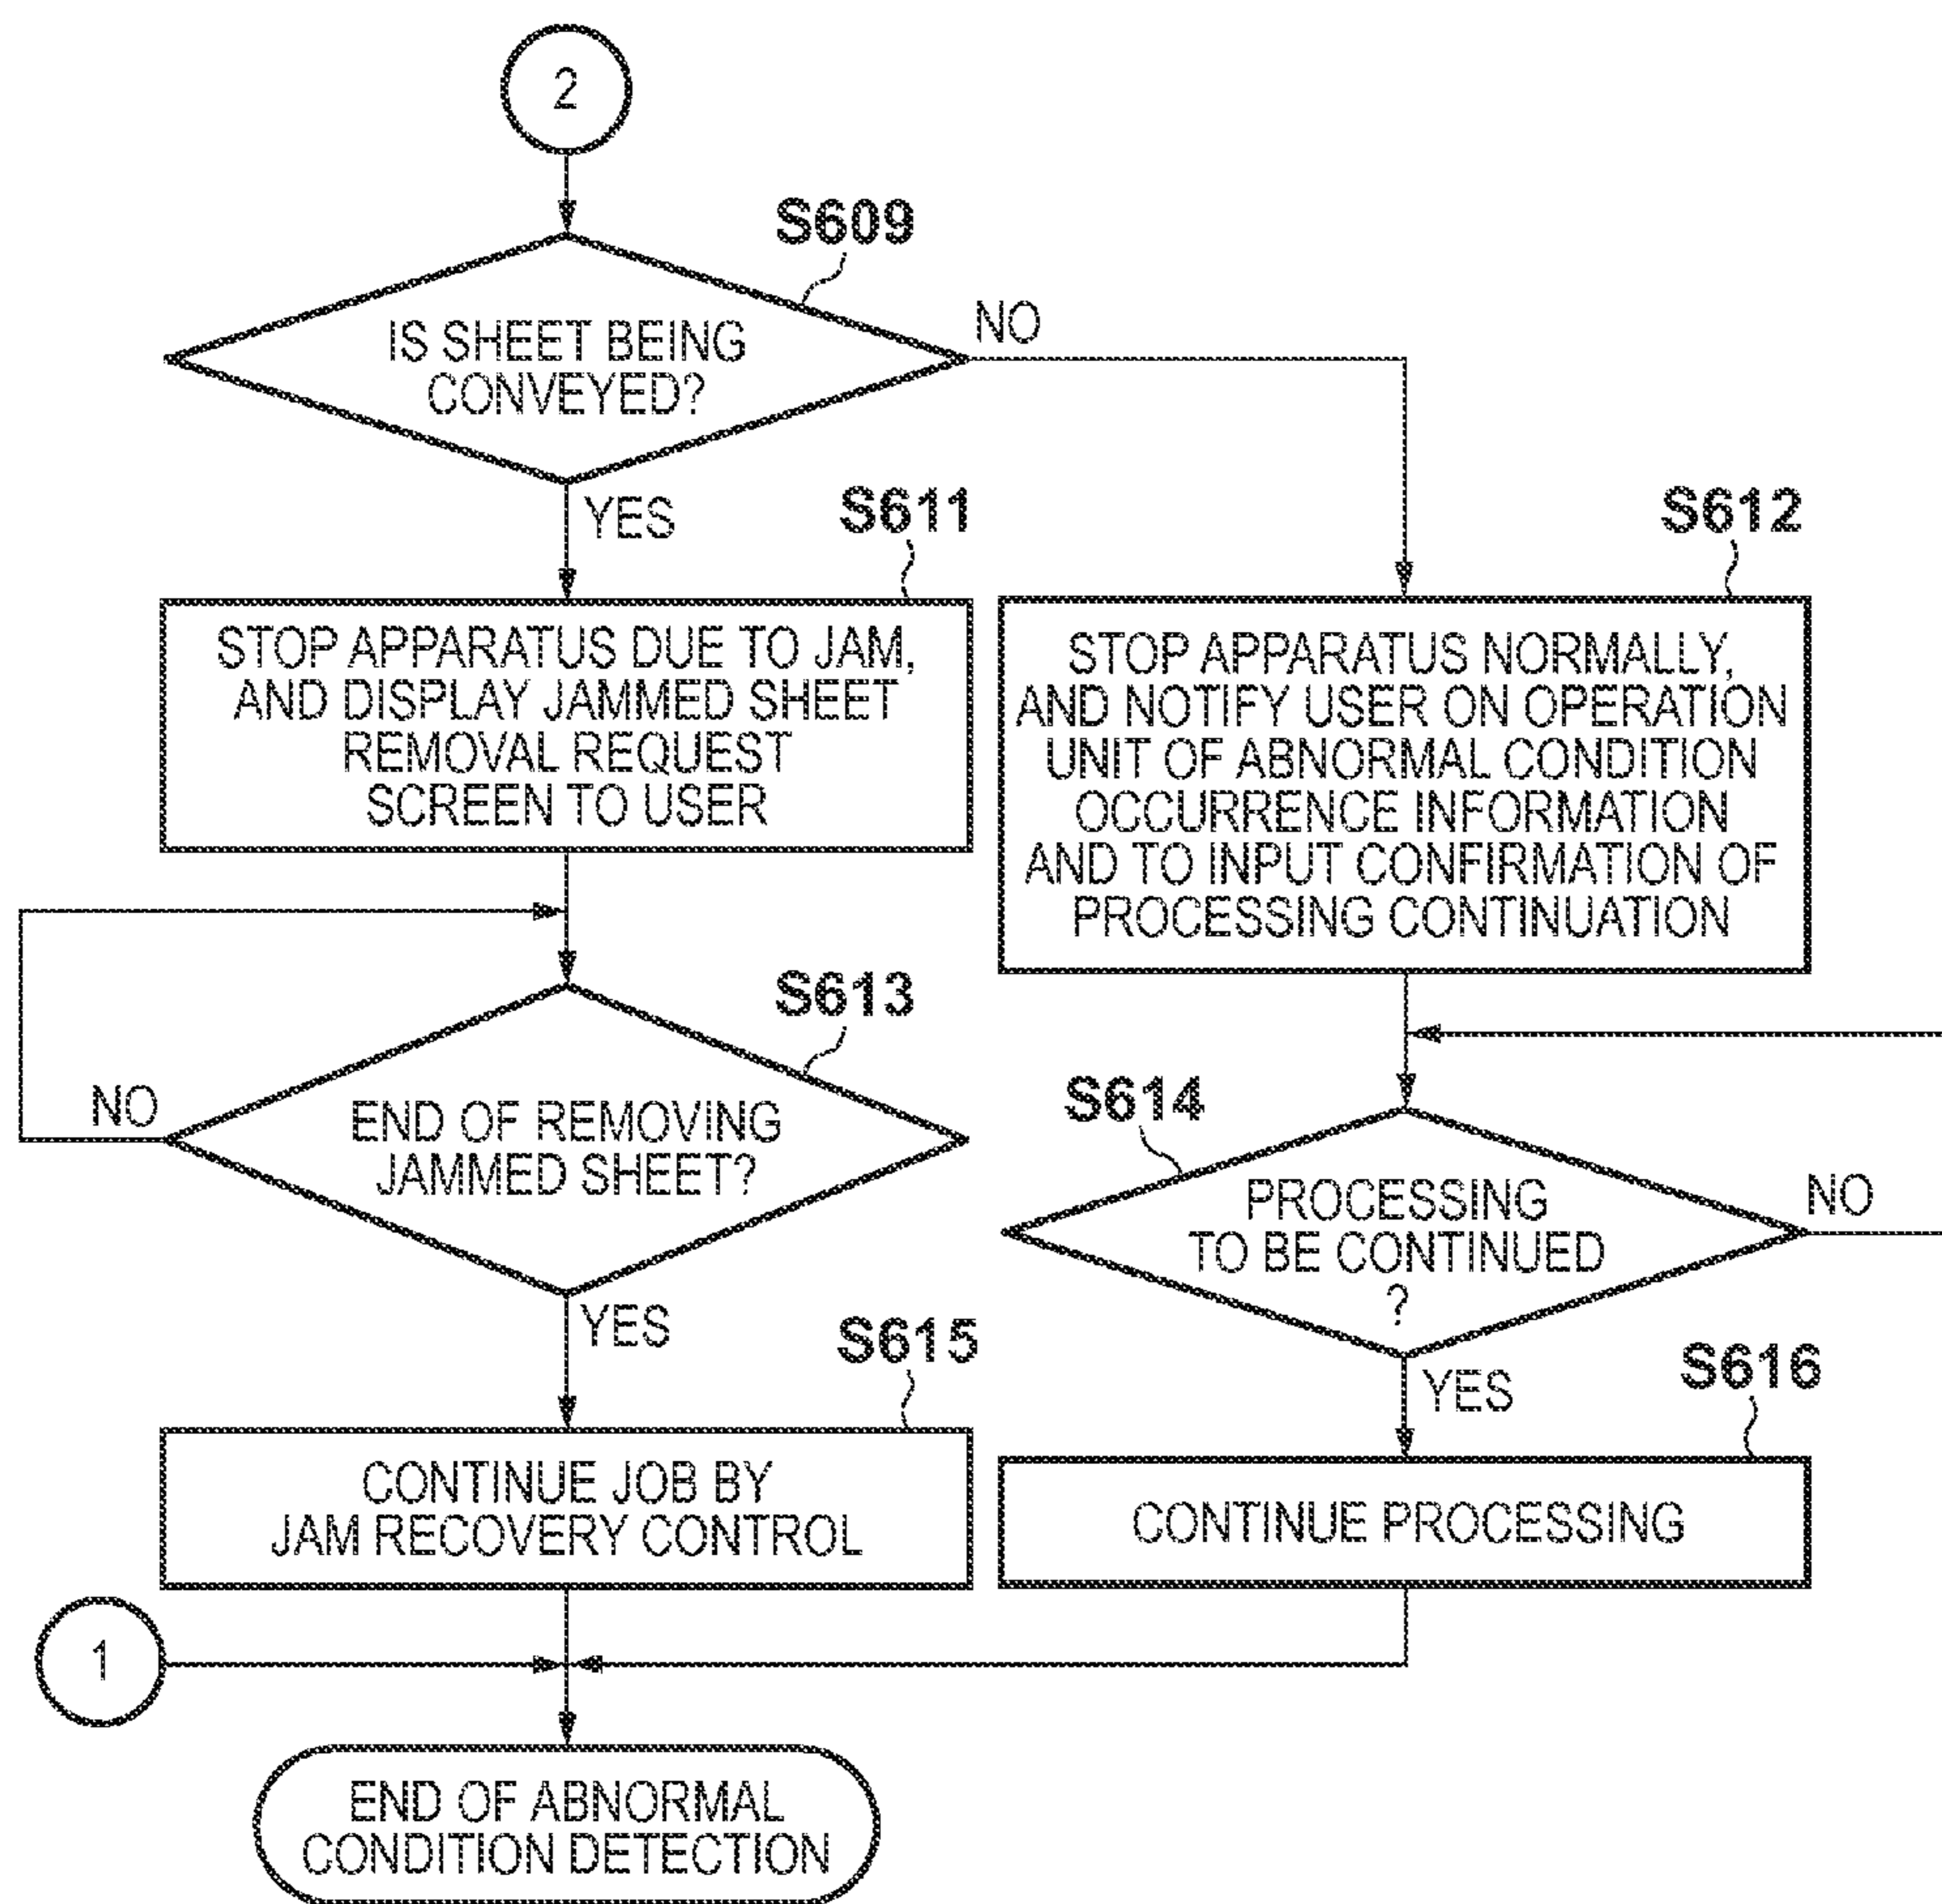 2
S609
IS SHEET BEING
CONVEYED?
NO
YES
S611
STOP APPARATUS DUE TO JAM,
AND DISPLAY JAMMED SHEET
REMOVAL REQUEST
SCREEN TO USER
S612
STOP APPARATUS NORMALLY,
AND NOTIFY USER ON OPERATION
UNIT OF ABNORMAL CONDITION
OCCURRENCE INFORMATION
AND TO INPUT CONFIRMATION OF
PROCESSING CONTINUATION
S613
NO
END OF REMOVING
JAMMED SHEET?
YES
S614
PROCESSING
TO BE CONTINUED
?
NO
YES
S615
CONTINUE JOB BY
JAM RECOVERY CONTROL
S616
CONTINUE PROCESSING
1
END OF ABNORMAL
CONDITION DETECTION